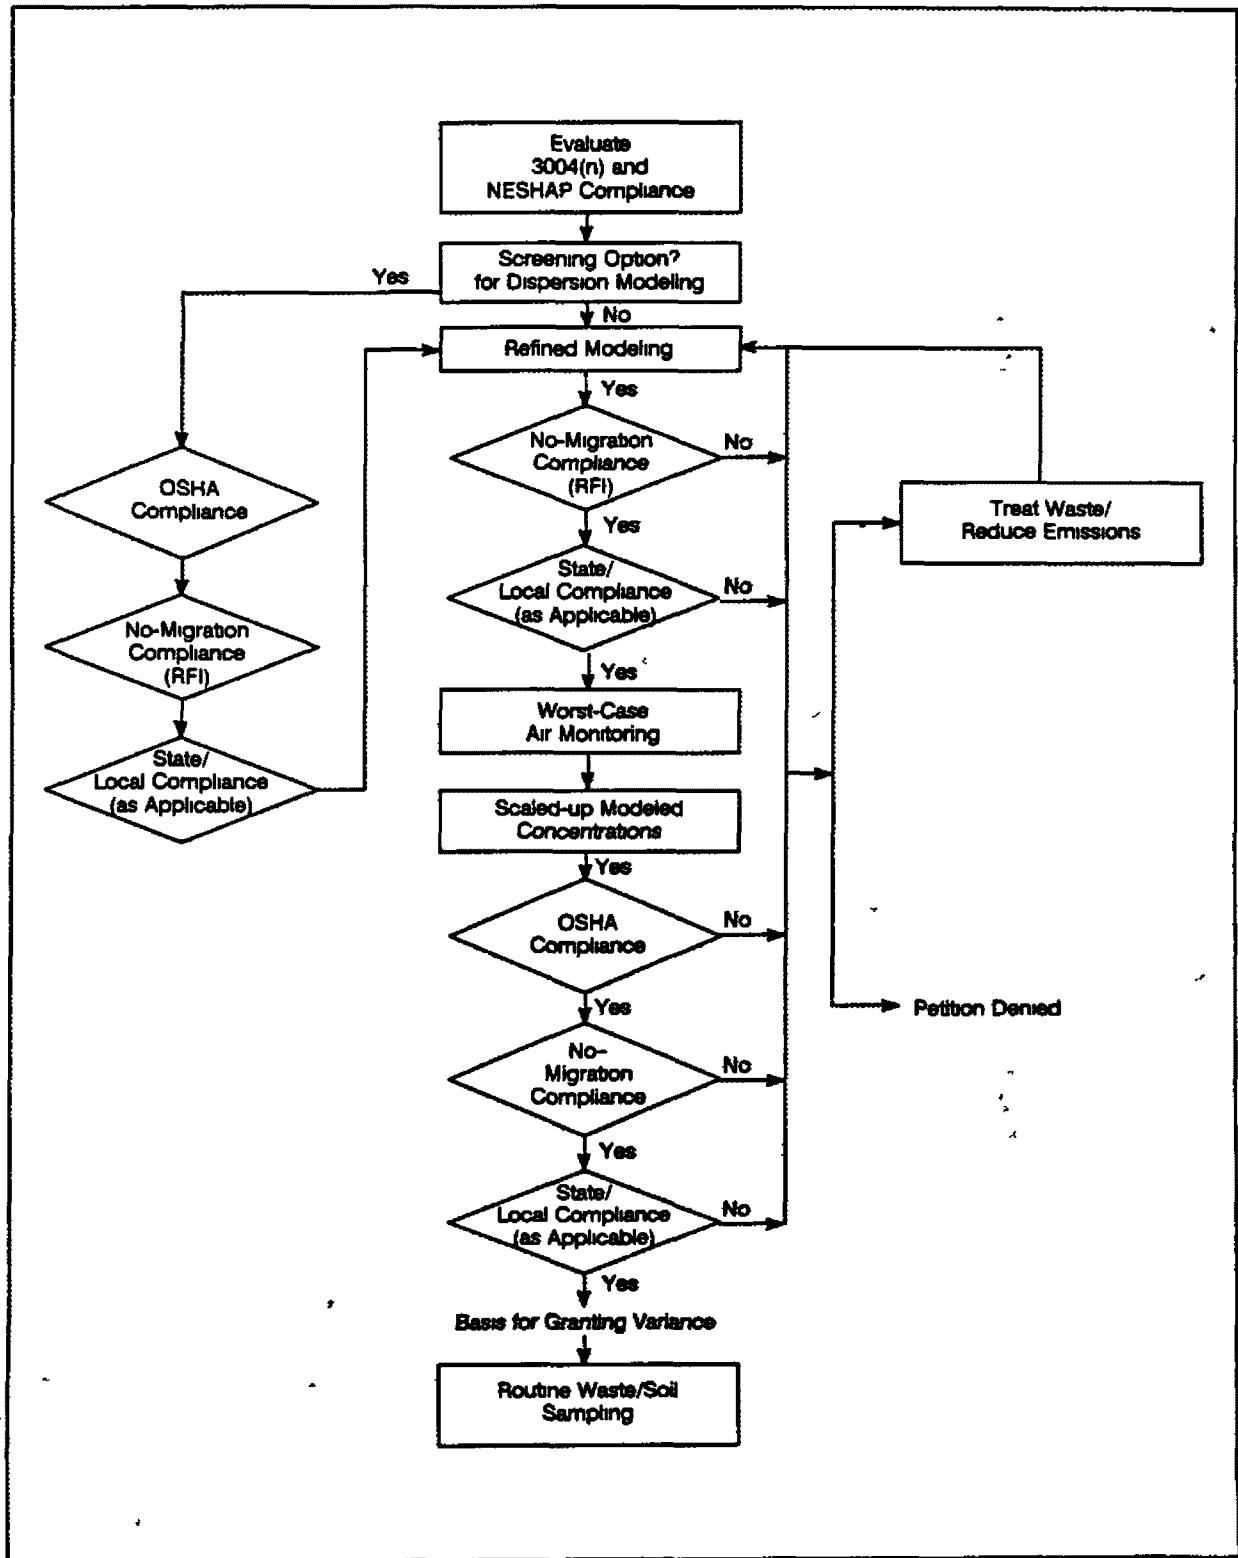 Evaluate
3004(n) and
NESHAP Compliance
Screening Option?
for Dispersion Modeling
Yes
No
Refined Modeling
Yes
No-Migration
Compliance
(RFI)
No
OSHA
Compliance
Treat Waste/
Reduce Emissions
Yes
State/
Local Compliance
(as Applicable)
No
No-Migration
Compliance
(RFI)
Yes
Worst-Case
Air Monitoring
State/
Local Compliance
(as Applicable)
Scaled-up Modeled
Concentrations
Yes
OSHA
Compliance
No
Yes
Petition Denied
No-
Migration
Compliance
No
Yes
State/
Local Compliance
(as Applicable)
No
Yes
Basis for Granting Variance
Routine Waste/Soil
Sampling